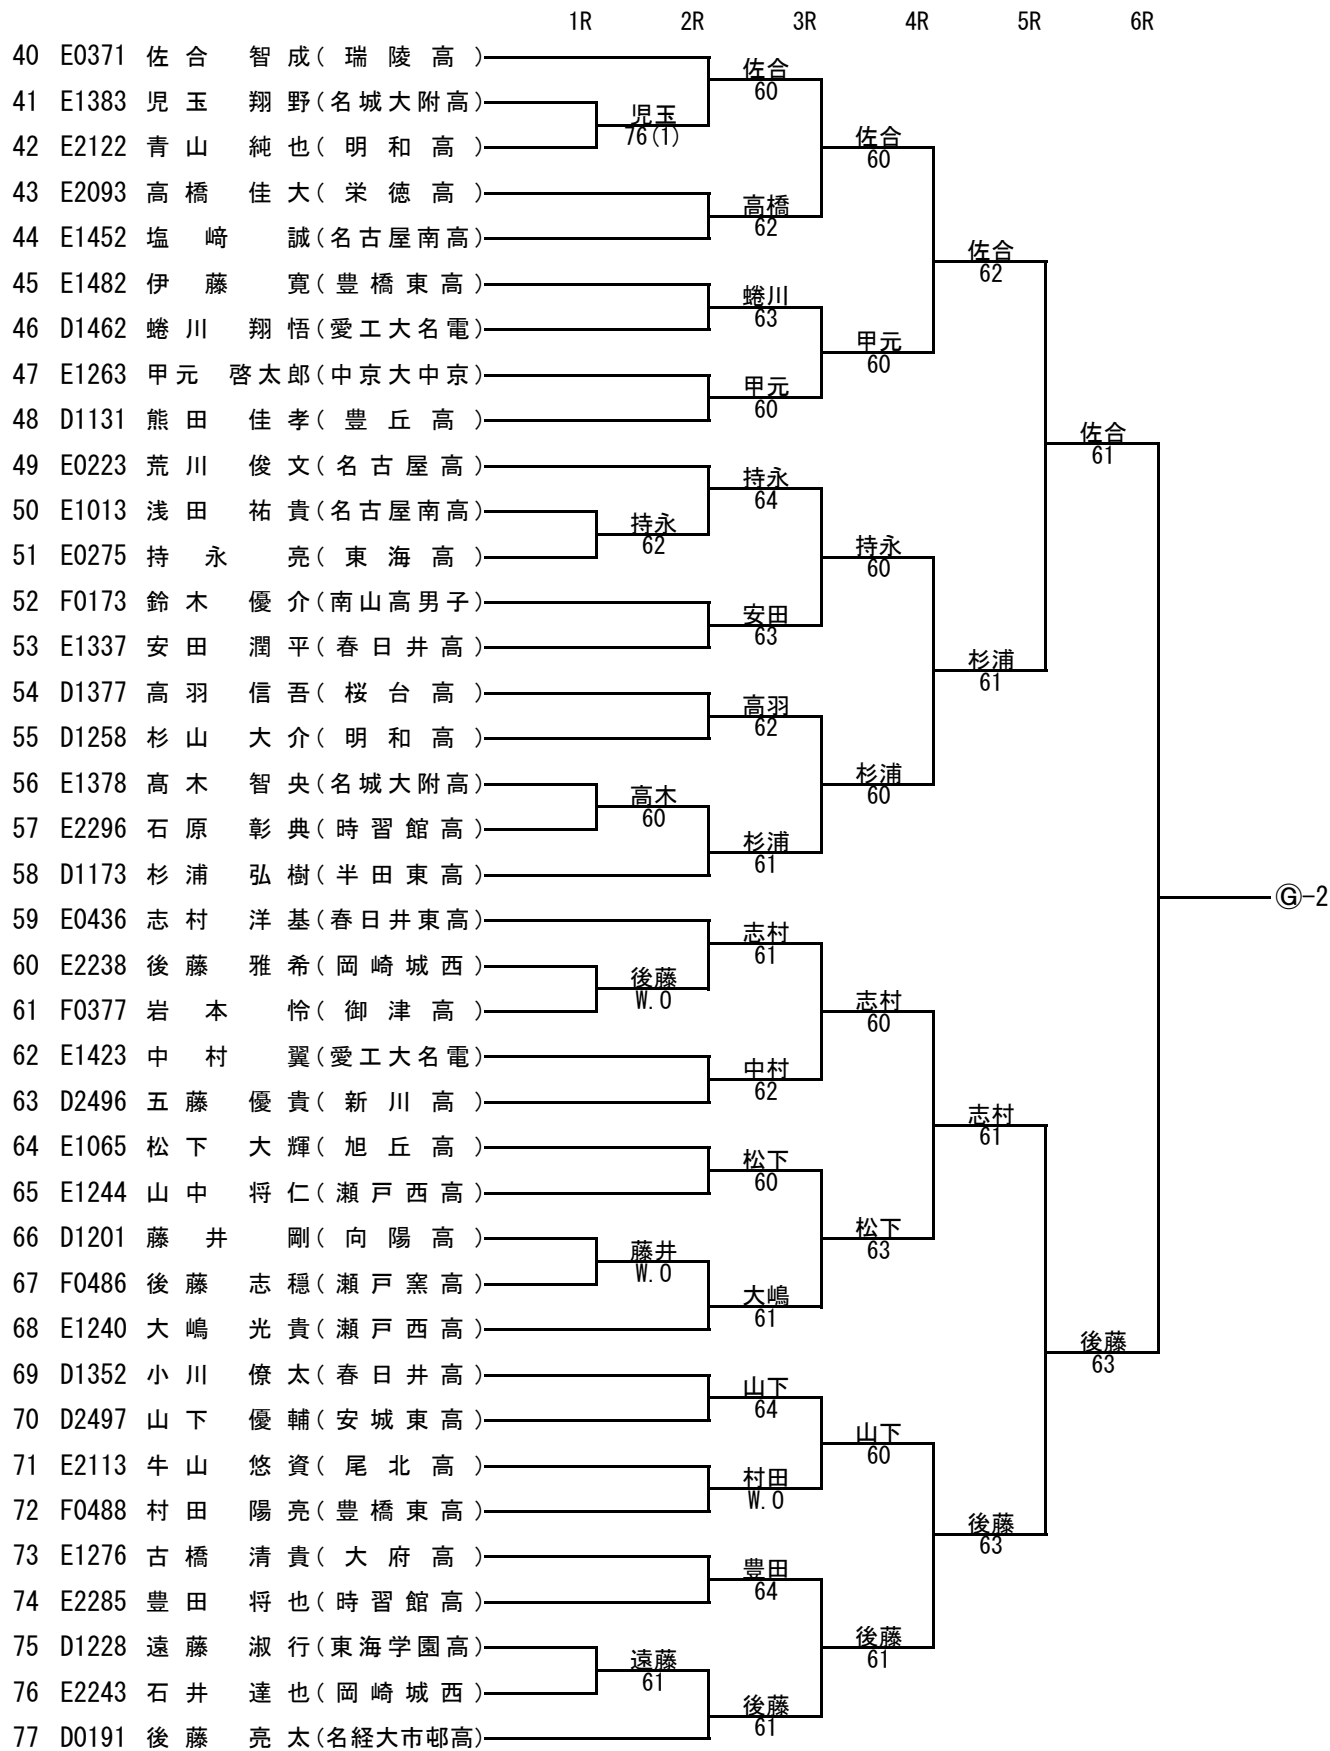 1R 2R 3R 4R 5R 6R
40 E0371 佐合 智成(瑞陵高)
佐合
60
41 E1383 児玉 翔野(名城大附高)
児玉
76(1)
佐合
60
42 E2122 青山 純也(明和高)
43 E2093 高橋 佳大(栄徳高)
高橋
62
44 E1452 塩﨑 誠(名古屋南高)
佐合
62
45 E1482 伊藤 寛(豊橋東高)
蜷川
63
46 D1462 蜷川 翔悟(愛工大名電)
甲元
60
47 E1263 甲元 啓太郎(中京大中京)
甲元
60
48 D1131 熊田 佳孝(豊丘高)
佐合
61
49 E0223 荒川 俊文(名古屋高)
持永
64
50 E1013 浅田 祐貴(名古屋南高)
持永
62
51 E0275 持永 亮(東海高)
持永
60
52 F0173 鈴木 優介(南山高男子)
安田
63
53 E1337 安田 潤平(春日井高)
杉浦
61
54 D1377 高羽 信吾(桜台高)
高羽
62
55 D1258 杉山 大介(明和高)
杉浦
60
56 E1378 髙木 智央(名城大附高)
高木
60
57 E2296 石原 彰典(時習館高)
杉浦
61
58 D1173 杉浦 弘樹(半田東高)
Ⓖ-2
59 E0436 志村 洋基(春日井東高)
志村
61
60 E2238 後藤 雅希(岡崎城西)
後藤
W.O
61 F0377 岩本 怜(御津高)
志村
60
62 E1423 中村 翼(愛工大名電)
中村
62
63 D2496 五藤 優貴(新川高)
志村
61
64 E1065 松下 大輝(旭丘高)
松下
60
65 E1244 山中 将仁(瀬戸西高)
66 D1201 藤井 剛(向陽高)
松下
63
藤井
W.O
67 F0486 後藤 志穏(瀬戸窯高)
大嶋
61
68 E1240 大嶋 光貴(瀬戸西高)
後藤
63
69 D1352 小川 僚太(春日井高)
山下
64
70 D2497 山下 優輔(安城東高)
山下
60
71 E2113 牛山 悠資(尾北高)
村田
W.O
72 F0488 村田 陽亮(豊橋東高)
後藤
63
73 E1276 古橋 清貴(大府高)
豊田
64
74 E2285 豊田 将也(時習館高)
後藤
61
75 D1228 遠藤 淑行(東海学園高)
遠藤
61
76 E2243 石井 達也(岡崎城西)
後藤
61
77 D0191 後藤 亮太(名経大市邨高)